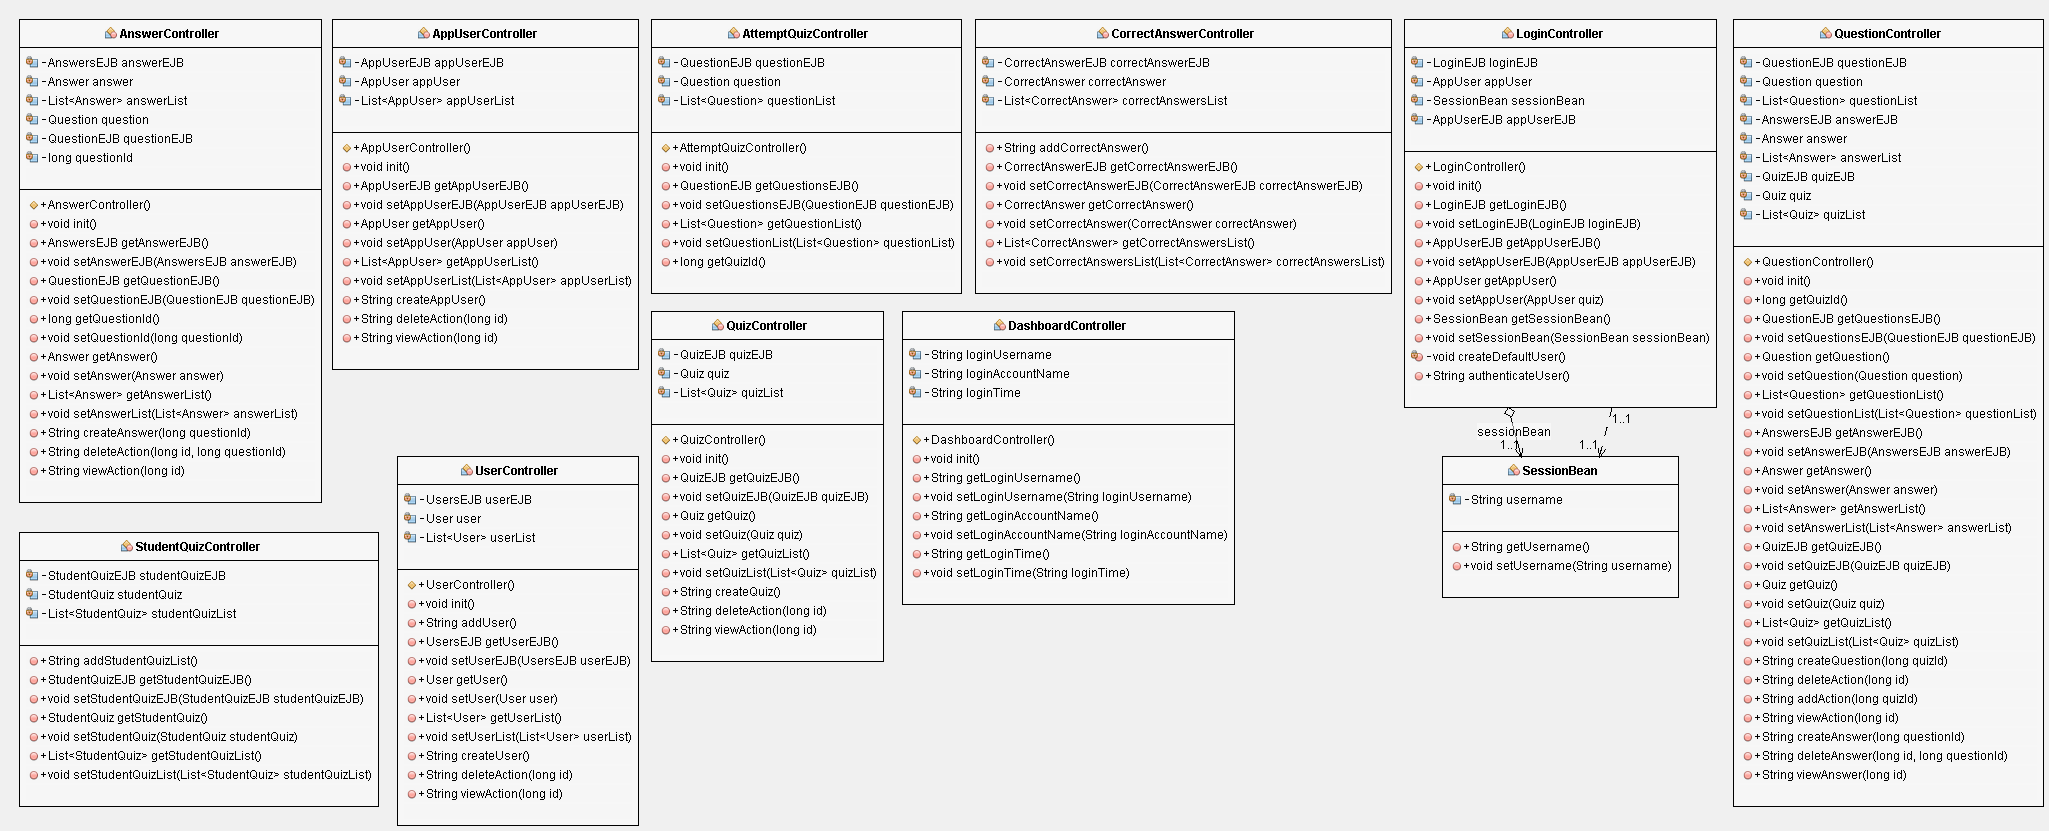 AnswerController
-AnswersEJB answerEJB
-Answer answer
-List<Answer> answerList
-Question question
-QuestionEJB questionEJB
-long questionId
+AnswerController()
+void init()
+AnswersEJB getAnswerEJB()
+void setAnswerEJB(AnswersEJB answerEJB)
+QuestionEJB getQuestionEJB()
+void setQuestionEJB(QuestionEJB questionEJB)
+long getQuestionId()
+void setQuestionId(long questionId)
+Answer getAnswer()
+void setAnswer(Answer answer)
+List<Answer> getAnswerList()
+void setAnswerList(List<Answer> answerList)
+String createAnswer(long questionId)
+String deleteAction(long id, long questionId)
+String viewAction(long id)
AppUserController
-AppUserEJB appUserEJB
-AppUser appUser
-List<AppUser> appUserList
+AppUserController()
+void init()
+AppUserEJB getAppUserEJB()
+void setAppUserEJB(AppUserEJB appUserEJB)
+AppUser getAppUser()
+void setAppUser(AppUser appUser)
+List<AppUser> getAppUserList()
+void setAppUserList(List<AppUser> appUserList)
+String createAppUser()
+String deleteAction(long id)
+String viewAction(long id)
AttemptQuizController
-QuestionEJB questionEJB
-Question question
-List<Question> questionList
+AttemptQuizController()
+void init()
+QuestionEJB getQuestionsEJB()
+void setQuestionsEJB(QuestionEJB questionEJB)
+List<Question> getQuestionList()
+void setQuestionList(List<Question> questionList)
+long getQuizId()
CorrectAnswerController
-CorrectAnswerEJB correctAnswerEJB
-CorrectAnswer correctAnswer
-List<CorrectAnswer> correctAnswersList
+String addCorrectAnswer()
+CorrectAnswerEJB getCorrectAnswerEJB()
+void setCorrectAnswerEJB(CorrectAnswerEJB correctAnswerEJB)
+CorrectAnswer getCorrectAnswer()
+void setCorrectAnswer(CorrectAnswer correctAnswer)
+List<CorrectAnswer> getCorrectAnswersList()
+void setCorrectAnswersList(List<CorrectAnswer> correctAnswersList)
LoginController
-LoginEJB loginEJB
-AppUser appUser
-SessionBean sessionBean
-AppUserEJB appUserEJB
+LoginController()
+void init()
+LoginEJB getLoginEJB()
+void setLoginEJB(LoginEJB loginEJB)
+AppUserEJB getAppUserEJB()
+void setAppUserEJB(AppUserEJB appUserEJB)
+AppUser getAppUser()
+void setAppUser(AppUser quiz)
+SessionBean getSessionBean()
+void setSessionBean(SessionBean sessionBean)
-void createDefaultUser()
+String authenticateUser()
QuestionController
-QuestionEJB questionEJB
-Question question
-List<Question> questionList
-AnswersEJB answersEJB
-Answer answer
-List<Answer> answerList
-QuizEJB quizEJB
-Quiz quiz
-List<Quiz> quizList
+QuestionController()
+void init()
+long getQuizId()
+QuestionEJB getQuestionsEJB()
+void setQuestionsEJB(QuestionEJB questionEJB)
+Question getQuestion()
+void setQuestion(Question question)
+List<Question> getQuestionList()
+void setQuestionList(List<Question> questionList)
+AnswersEJB getAnswerEJB()
+void setAnswerEJB(AnswersEJB answersEJB)
+Answer getAnswer()
+void setAnswer(Answer answer)
+List<Answer> getAnswerList()
+void setAnswerList(List<Answer> answerList)
+QuizEJB getQuizEJB()
+void setQuizEJB(QuizEJB quizEJB)
+Quiz getQuiz()
+void setQuiz(Quiz quiz)
+List<Quiz> getQuizList()
+void setQuizList(List<Quiz> quizList)
+String createQuestion(long quizId)
+String deleteAction(long id)
+String addAction(long quizId)
+String viewAction(long id)
+String createAnswer(long questionId)
+String deleteAnswer(long id, long questionId)
+String viewAnswer(long id)
QuizController
-QuizEJB quizEJB
-Quiz quiz
-List<Quiz> quizList
+QuizController()
+void init()
+QuizEJB getQuizEJB()
+void setQuizEJB(QuizEJB quizEJB)
+Quiz getQuiz()
+void setQuiz(Quiz quiz)
+List<Quiz> getQuizList()
+void setQuizList(List<Quiz> quizList)
+String createQuiz()
+String deleteAction(long id)
+String viewAction(long id)
DashboardController
-String loginUsername
-String loginAccountName
-String loginTime
+DashboardController()
+void init()
+String getLoginUsername()
+void setLoginUsername(String loginUsername)
+String getLoginAccountName()
+void setLoginAccountName(String loginAccountName)
+String getLoginTime()
+void setLoginTime(String loginTime)
1..1
sessionBean
1..1
1..1
SessionBean
-String username
+String getUsername()
+void setUsername(String username)
UserController
-UsersEJB userEJB
-User user
-List<User> userList
+UserController()
+void init()
+String addUser()
+UsersEJB getUserEJB()
+void setUserEJB(UsersEJB userEJB)
+User getUser()
+void setUser(User user)
+List<User> getUserList()
+void setUserList(List<User> userList)
+String createUser()
+String deleteAction(long id)
+String viewAction(long id)
StudentQuizController
-StudentQuizEJB studentQuizEJB
-StudentQuiz studentQuiz
-List<StudentQuiz> studentQuizList
+String addStudentQuizList()
+StudentQuizEJB getStudentQuizEJB()
+void setStudentQuizEJB(StudentQuizEJB studentQuizEJB)
+StudentQuiz getStudentQuiz()
+void setStudentQuiz(StudentQuiz studentQuiz)
+List<StudentQuiz> getStudentQuizList()
+void setStudentQuizList(List<StudentQuiz> studentQuizList)